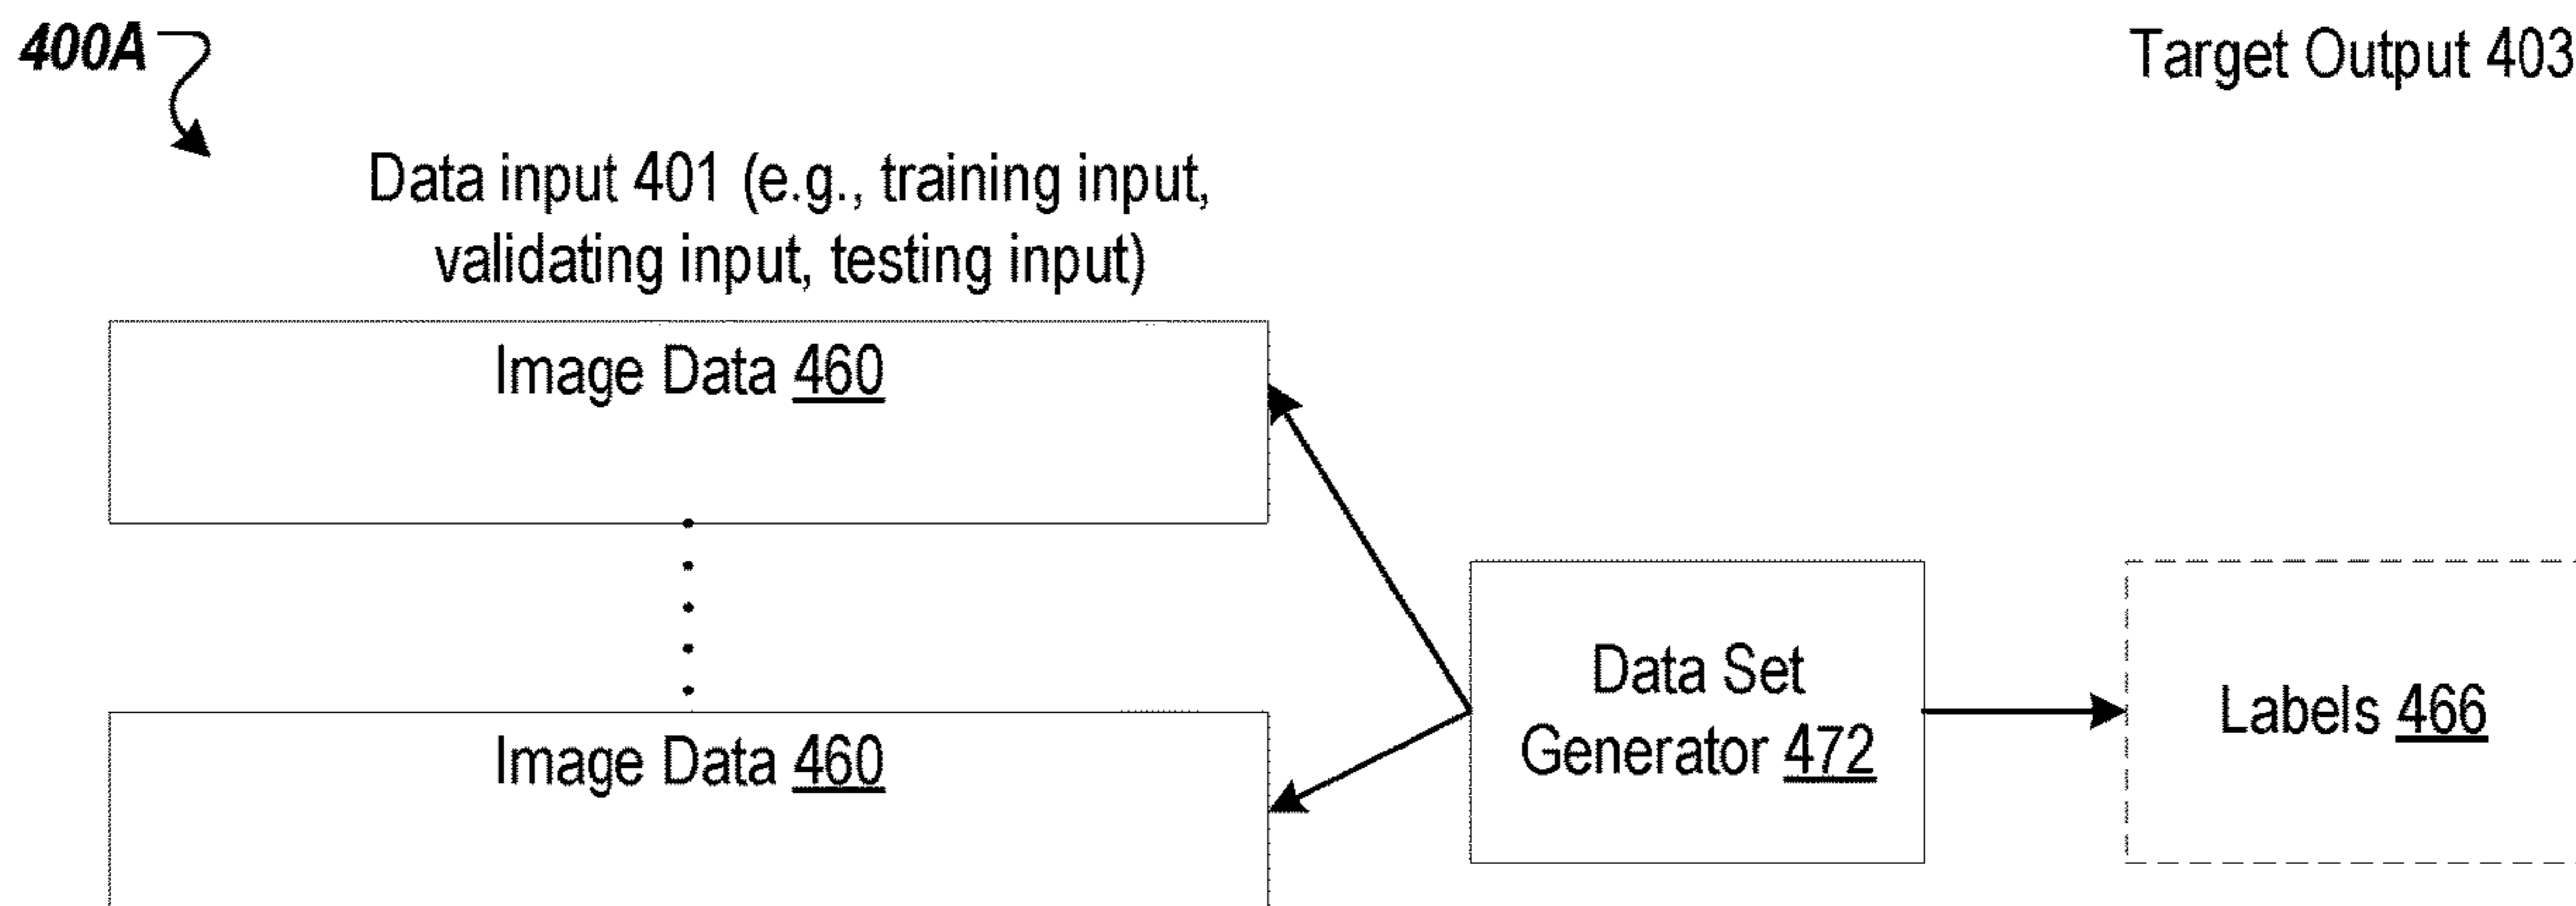 400A
Target Output 403
Data input 401 (e.g., training input,
validating input, testing input)
Image Data 460
Data Set
Generator 472
Labels 466
Image Data 460